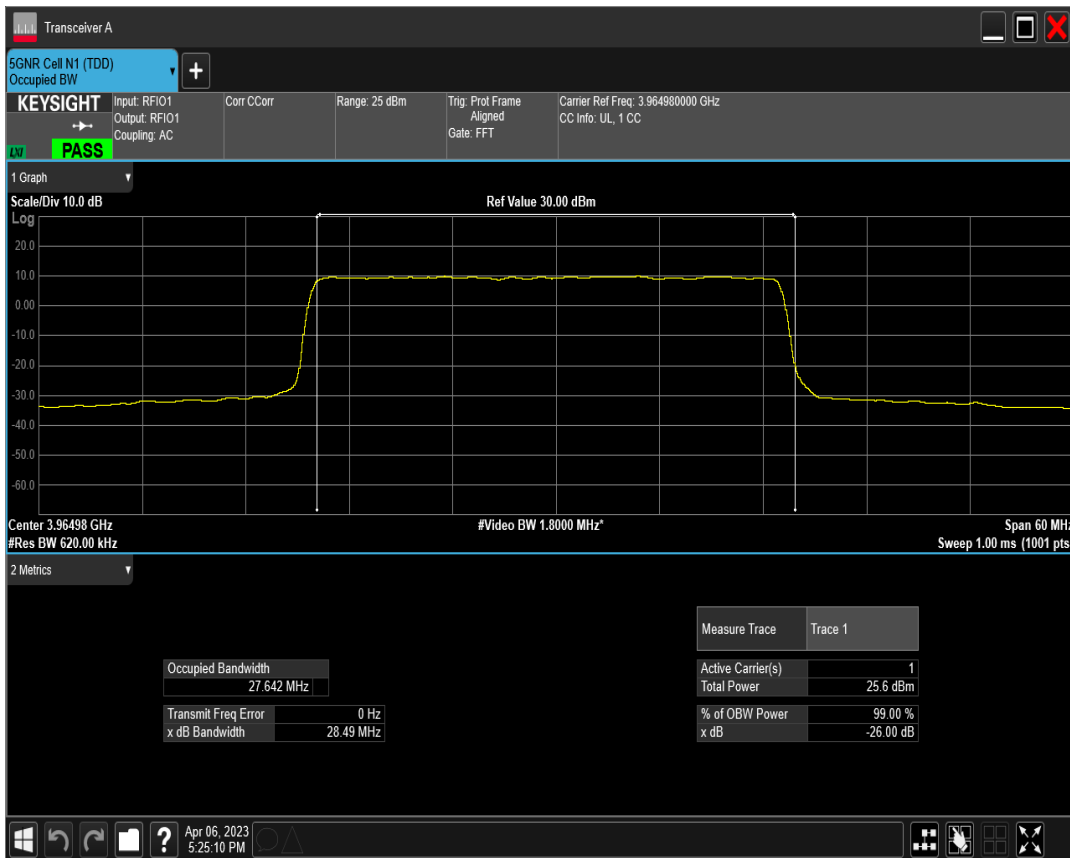 Transceiver A
5GNR Cell N1 (TDD)
Occupied BW
KEYSIGHT
LXI
PASS
Input: RFIO1
Output: RFIO1
Coupling: AC
Corr CCorr
Range: 25 dBm
Trig: Prot Frame
Aligned
Gate: FFT
Carrier Ref Freq: 3.964980000 GHz
CC Info: UL, 1 CC
1 Graph
Scale/Div 10.0 dB
Ref Value 30.00 dBm
Log
20.0
10.0
0.00
-10.0
-20.0
-30.0
-40.0
-50.0
-60.0
Center 3.96498 GHz
#Video BW 1.8000 MHz*
Span 60 MHz
#Res BW 620.00 kHz
Sweep 1.00 ms (1001 pts
2 Metrics
Measure Trace Trace 1
Occupied Bandwidth
27.642 MHz
Active Carrier(s) 1
Total Power 25.6 dBm
Transmit Freq Error 0 Hz
x dB Bandwidth 28.49 MHz
% of OBW Power 99.00 %
x dB -26.00 dB
?
Apr 06, 2023
5:25:10 PM